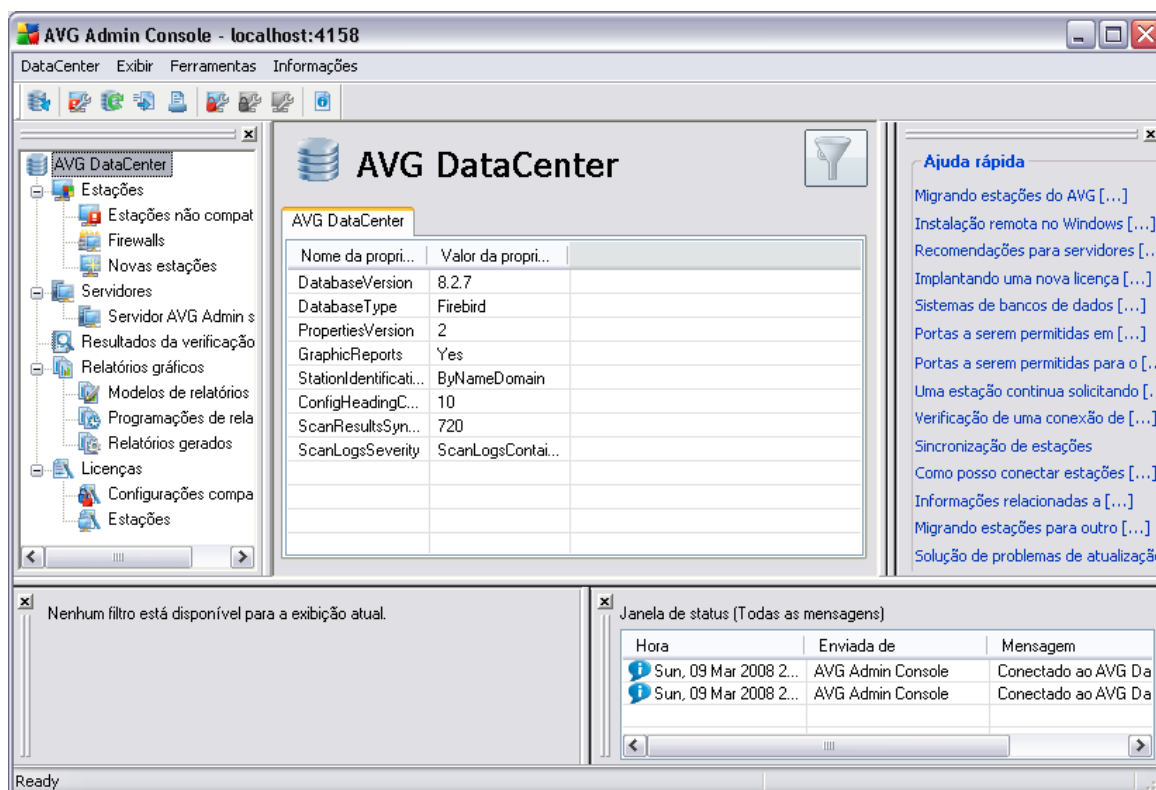 AVG Admin Console - localhost:4158
DataCenter Exibir Ferramentas Informações
AVG DataCenter
Estações
Estações não compat
Firewalls
Novas estações
Servidores
Servidor AVG Admin s
Resultados da verificação
Relatórios gráficos
Modelos de relatórios
Programações de rela
Relatórios gerados
Licenças
Configurações compa
Estações
AVG DataCenter
AVG DataCenter
Nome da propri... Valor da propri...
DatabaseVersion 8.2.7
DatabaseType Firebird
PropertiesVersion 2
GraphicReports Yes
StationIdentificati... ByNameDomain
ConfigHeadingC... 10
ScanResultsSyn... 720
ScanLogsSeverity ScanLogsContai...
Ajuda rápida
Migrando estações do AVG [...]
Instalação remota no Windows [...]
Recomendações para servidores [...
Implantando uma nova licença [...]
Sistemas de bancos de dados [...]
Portas a serem permitidas em [...]
Portas a serem permitidas para o [...
Uma estação continua solicitando [.
Verificação de uma conexão de [...]
Sincronização de estações
Como posso conectar estações [...]
Informações relacionadas a [...]
Migrando estações para outro [...]
Solução de problemas de atualizaçã
Nenhum filtro está disponível para a exibição atual.
Janela de status (Todas as mensagens)
Hora Enviada de Mensagem
Sun, 09 Mar 2008 2... AVG Admin Console Conectado ao AVG Da
Sun, 09 Mar 2008 2... AVG Admin Console Conectado ao AVG Da
Ready